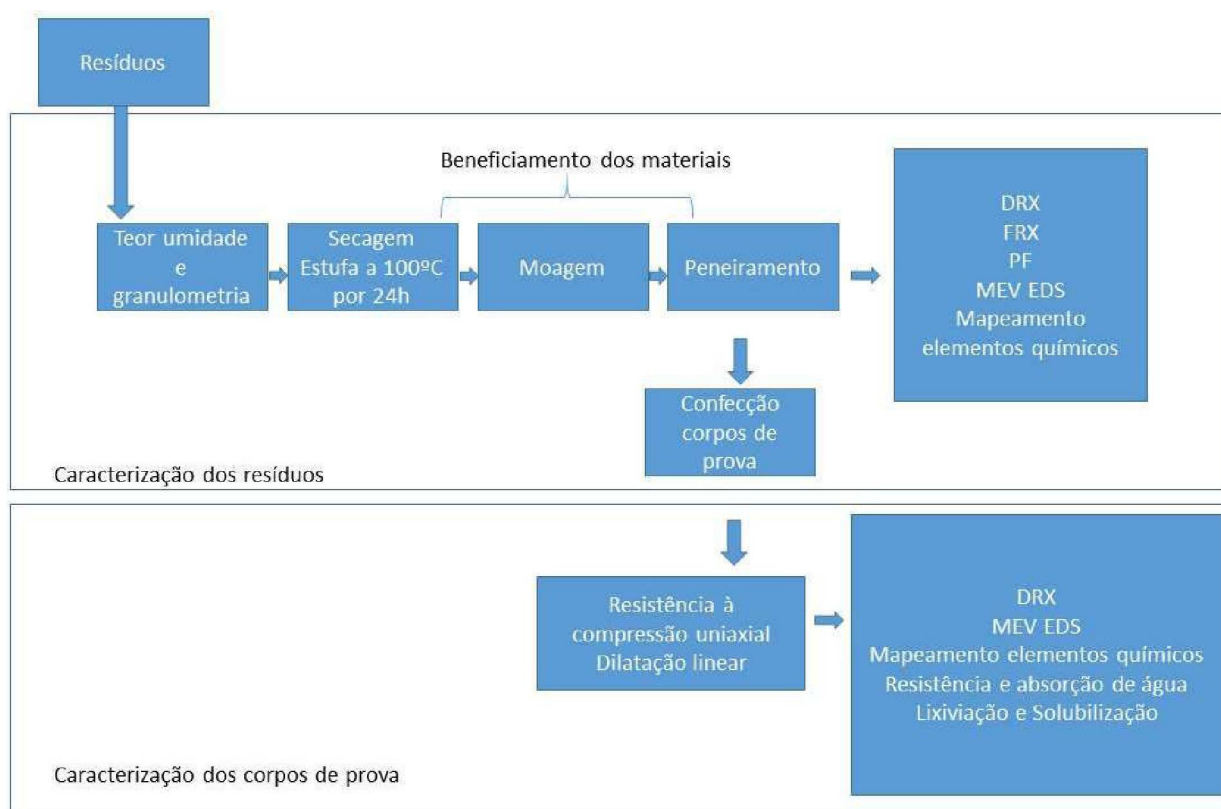 Resíduos
Beneficiamento dos materiais
Teor umidade
e
granulometria
Secagem
Estufa a 100ºC
por 24h
Moagem
Peneiramento
DRX
FRX
PF
MEV EDS
Mapeamento
elementos químicos
Confecção
corpos de
prova
Caracterização dos resíduos
Resistência à
compressão uniaxial
Dilatação linear
DRX
MEV EDS
Mapeamento elementos químicos
Resistência e absorção de água
Lixiviação e Solubilização
Caracterização dos corpos de prova